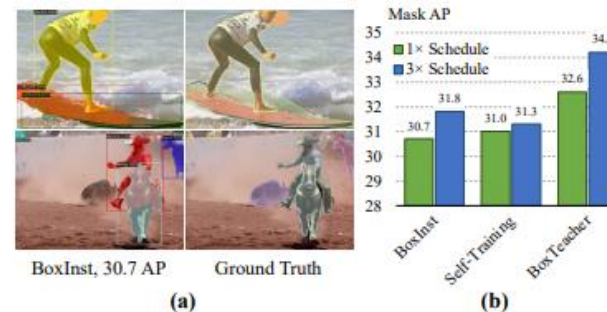 BoxInst, 30.7 AP
Ground Truth
(a)
Mask AP
35
34
33
32
31
30
29
28
1× Schedule
3× Schedule
30.7
31.8
31.0
31.3
32.6
34.
BoxInst
Self-Training
BoxTeacher
(b)